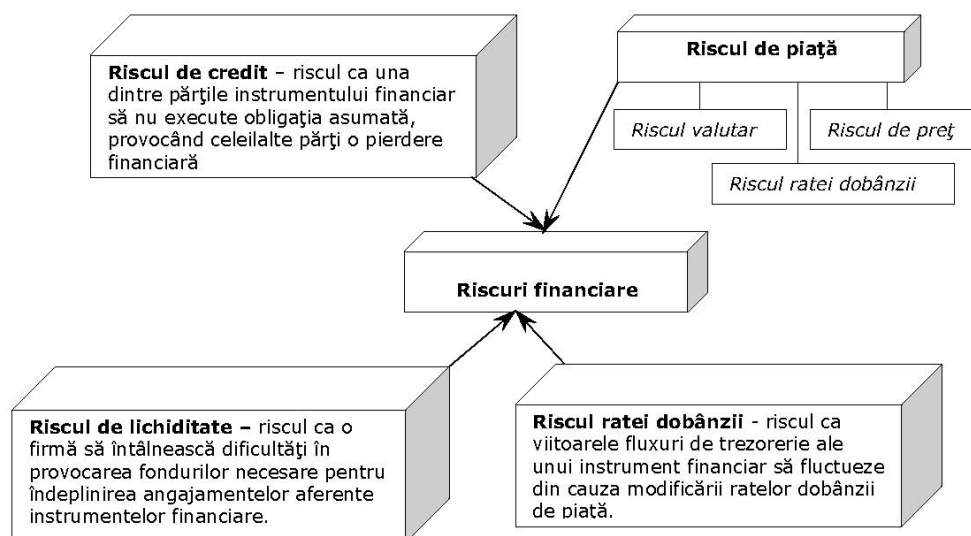 Riscul de credit – riscul ca una
dintre părţile instrumentului financiar
să nu execute obligaţia asumată,
provocând celeilalte părţi o pierdere
financiară
Riscul de piaţă
Riscul valutar
Riscul de preţ
Riscul ratei dobânzii
Riscuri financiare
Riscul de lichiditate – riscul ca o
firmă să întâlnească dificultăţi în
provocarea fondurilor necesare pentru
îndeplinirea angajamentelor aferente
instrumentelor financiare.
Riscul ratei dobânzii - riscul ca
viitoarele fluxuri de trezorerie ale
unui instrument financiar să fluctueze
din cauza modificării ratelor dobânzii
de piată.